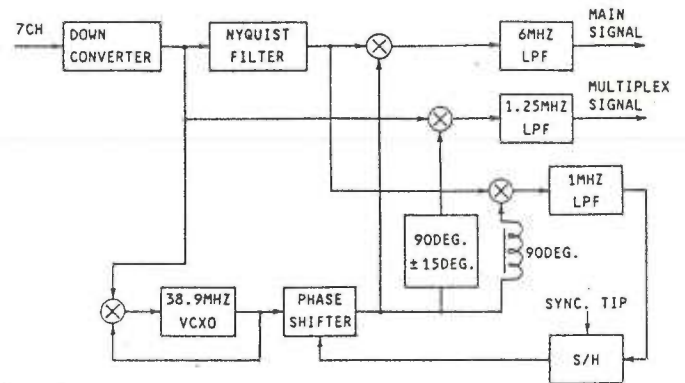 MAIN
SIGNAL
7CH
DOWN
CONVERTER
NYQUIST
FILTER
6MHZ
LPF
MULTIPLEX
SIGNAL
1.25MHZ
LPF
1MHZ
LPF
90DEG.
±15DEG.
90DEG.
38.9MHZ
VCXO
PHASE
SHIFTER
SYNC. TIP
S/H